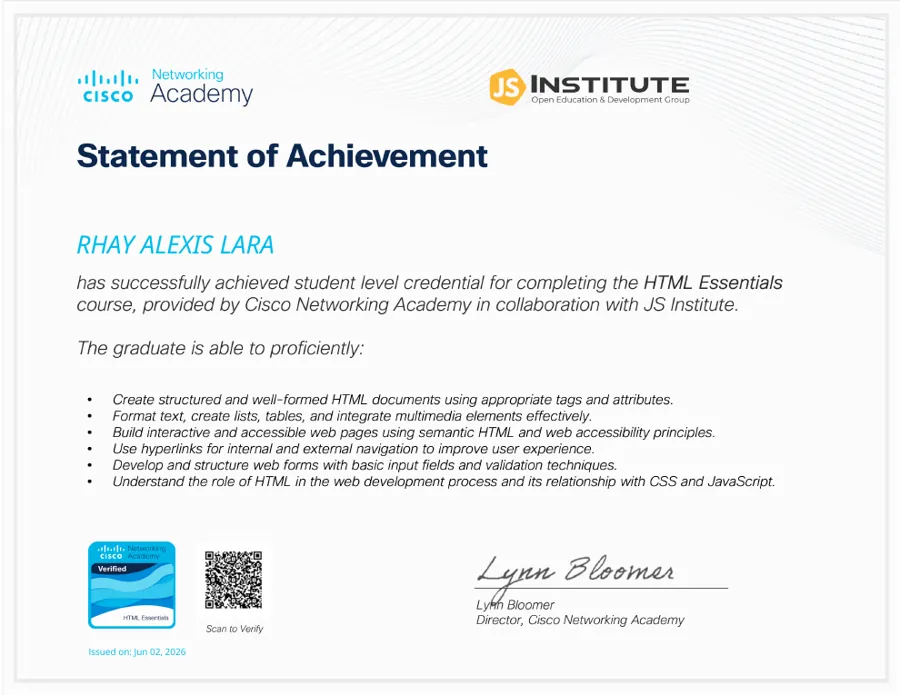 Networking
CISCO Academy
JS INSTITUTE
Open Education & Development Group
Statement of Achievement
RHAY ALEXIS LARA
has successfully achieved student level credential for completing the HTML Essentials
course, provided by Cisco Networking Academy in collaboration with JS Institute.
The graduate is able to proficiently:
• Create structured and well-formed HTML documents using appropriate tags and attributes.
• Format text, create lists, tables, and integrate multimedia elements effectively.
• Build interactive and accessible web pages using semantic HTML and web accessibility principles.
• Use hyperlinks for internal and external navigation to improve user experience.
• Develop and structure web forms with basic input fields and validation techniques.
• Understand the role of HTML in the web development process and its relationship with CSS and JavaScript.
Networking
CISCO Academy
Verified
HTML Essentials
Scan to Verify
Issued on: Jun 02, 2026
Lynn Bloomer
Lynn Bloomer
Director, Cisco Networking Academy